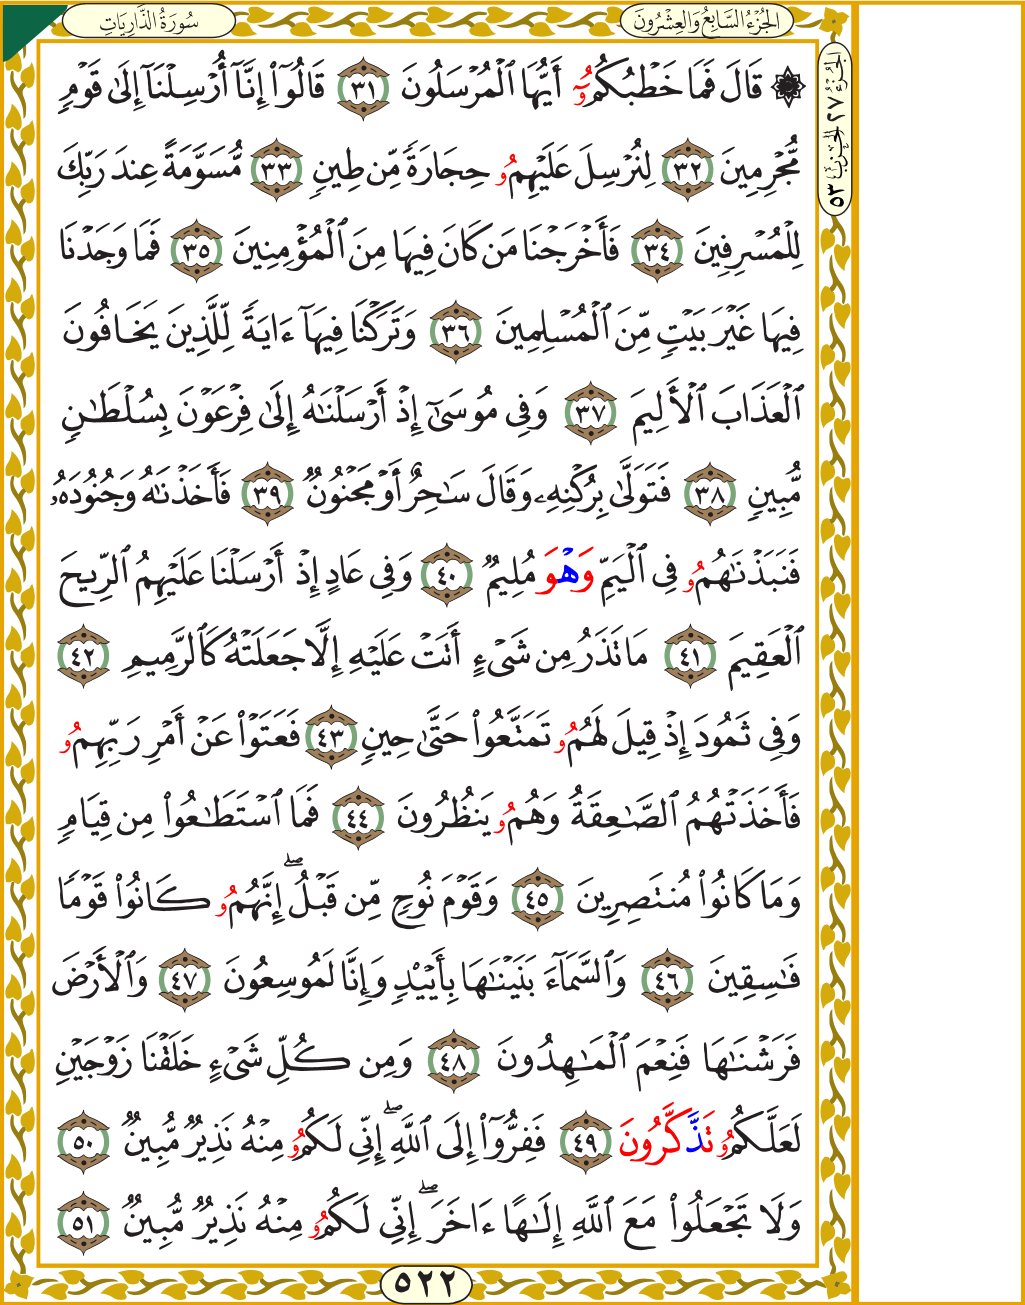 سُورَةُ الذَّارِيَاتِ
الجُزْءُ السَّابِعُ وَالعِشْرُونَ
الجُزْءُ ٢٧ الحِزْبُ ٥٣
۞ قَالَ فَمَا خَطْبُكُمُۥٓ أَيُّهَا ٱلْمُرْسَلُونَ ٣١ قَالُوٓا۟ إِنَّآ أُرْسِلْنَآ إِلَىٰ قَوْمٍ
مُّجْرِمِينَ ٣٢ لِنُرْسِلَ عَلَيْهِمُۥ حِجَارَةً مِّن طِينٍ ٣٣ مُّسَوَّمَةً عِندَ رَبِّكَ
لِلْمُسْرِفِينَ ٣٤ فَأَخْرَجْنَا مَن كَانَ فِيهَا مِنَ ٱلْمُؤْمِنِينَ ٣٥ فَمَا وَجَدْنَا
فِيهَا غَيْرَ بَيْتٍ مِّنَ ٱلْمُسْلِمِينَ ٣٦ وَتَرَكْنَا فِيهَآ ءَايَةً لِّلَّذِينَ يَخَافُونَ
ٱلْعَذَابَ ٱلْأَلِيمَ ٣٧ وَفِى مُوسَىٰٓ إِذْ أَرْسَلْنَٰهُ إِلَىٰ فِرْعَوْنَ بِسُلْطَٰنٍ
مُّبِينٍ ٣٨ فَتَوَلَّىٰ بِرُكْنِهِۦ وَقَالَ سَٰحِرٌ أَوْ مَجْنُونٌ ٣٩ فَأَخَذْنَٰهُ وَجُنُودَهُۥ
فَنَبَذْنَٰهُمُۥ فِى ٱلْيَمِّ وَهْوَ مُلِيمٌ ٤٠ وَفِى عَادٍ إِذْ أَرْسَلْنَا عَلَيْهِمُ ٱلرِّيحَ
ٱلْعَقِيمَ ٤١ مَا تَذَرُ مِن شَىْءٍ أَتَتْ عَلَيْهِ إِلَّا جَعَلَتْهُ كَٱلرَّمِيمِ ٤٢
وَفِى ثَمُودَ إِذْ قِيلَ لَهُمُۥ تَمَتَّعُوا۟ حَتَّىٰ حِينٍ ٤٣ فَعَتَوْا۟ عَنْ أَمْرِ رَبِّهِمُۥ
فَأَخَذَتْهُمُ ٱلصَّٰعِقَةُ وَهُمُۥ يَنظُرُونَ ٤٤ فَمَا ٱسْتَطَٰعُوا۟ مِن قِيَامٍ
وَمَا كَانُوا۟ مُنتَصِرِينَ ٤٥ وَقَوْمَ نُوحٍ مِّن قَبْلُ ۖ إِنَّهُمُۥ كَانُوا۟ قَوْمًا
فَٰسِقِينَ ٤٦ وَٱلسَّمَآءَ بَنَيْنَٰهَا بِأَيْي۟دٍ وَإِنَّا لَمُوسِعُونَ ٤٧ وَٱلْأَرْضَ
فَرَشْنَٰهَا فَنِعْمَ ٱلْمَٰهِدُونَ ٤٨ وَمِن كُلِّ شَىْءٍ خَلَقْنَا زَوْجَيْنِ
لَعَلَّكُمُۥ تَذَّكَّرُونَ ٤٩ فَفِرُّوٓا۟ إِلَى ٱللَّهِ ۖ إِنِّى لَكُمُۥ مِنْهُ نَذِيرٌ مُّبِينٌ ٥٠
وَلَا تَجْعَلُوا۟ مَعَ ٱللَّهِ إِلَٰهًا ءَاخَرَ ۖ إِنِّى لَكُمُۥ مِنْهُ نَذِيرٌ مُّبِينٌ ٥١
٥٢٢